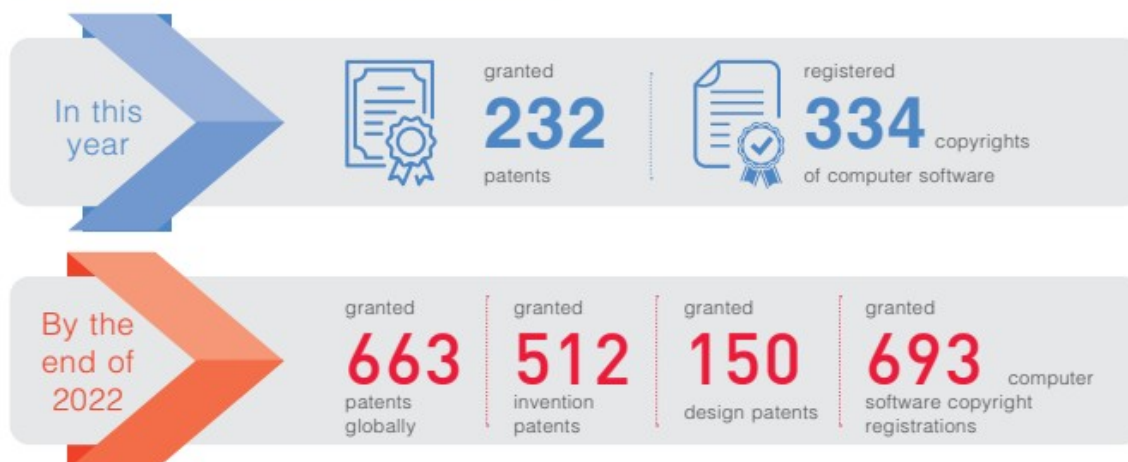 In this
year
granted
232
patents
registered
334 copyrights
of computer software
By the
end of
2022
granted
663
patents
globally
granted
512
invention
patents
granted
150
design patents
granted
693 computer
software copyright
registrations